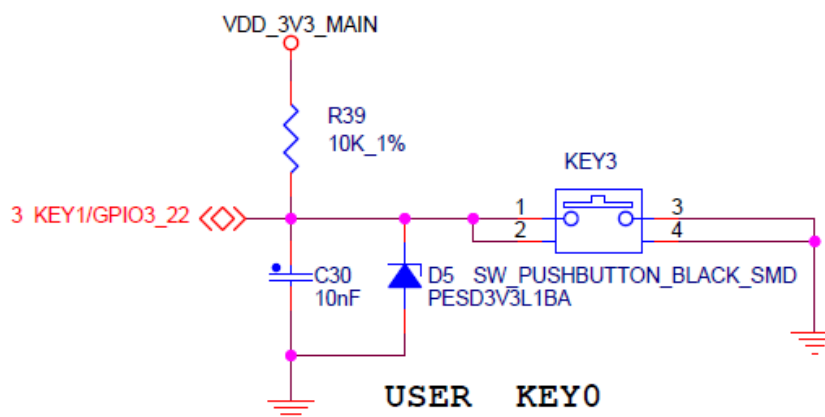 VDD_3V3_MAIN
R39
10K_1%
KEY3
3 KEY1/GPIO3_22
1
3
2
4
C30
10nF
D5 SW_PUSHBUTTON_BLACK_SMD
PESD3V3L1BA
USER KEY0